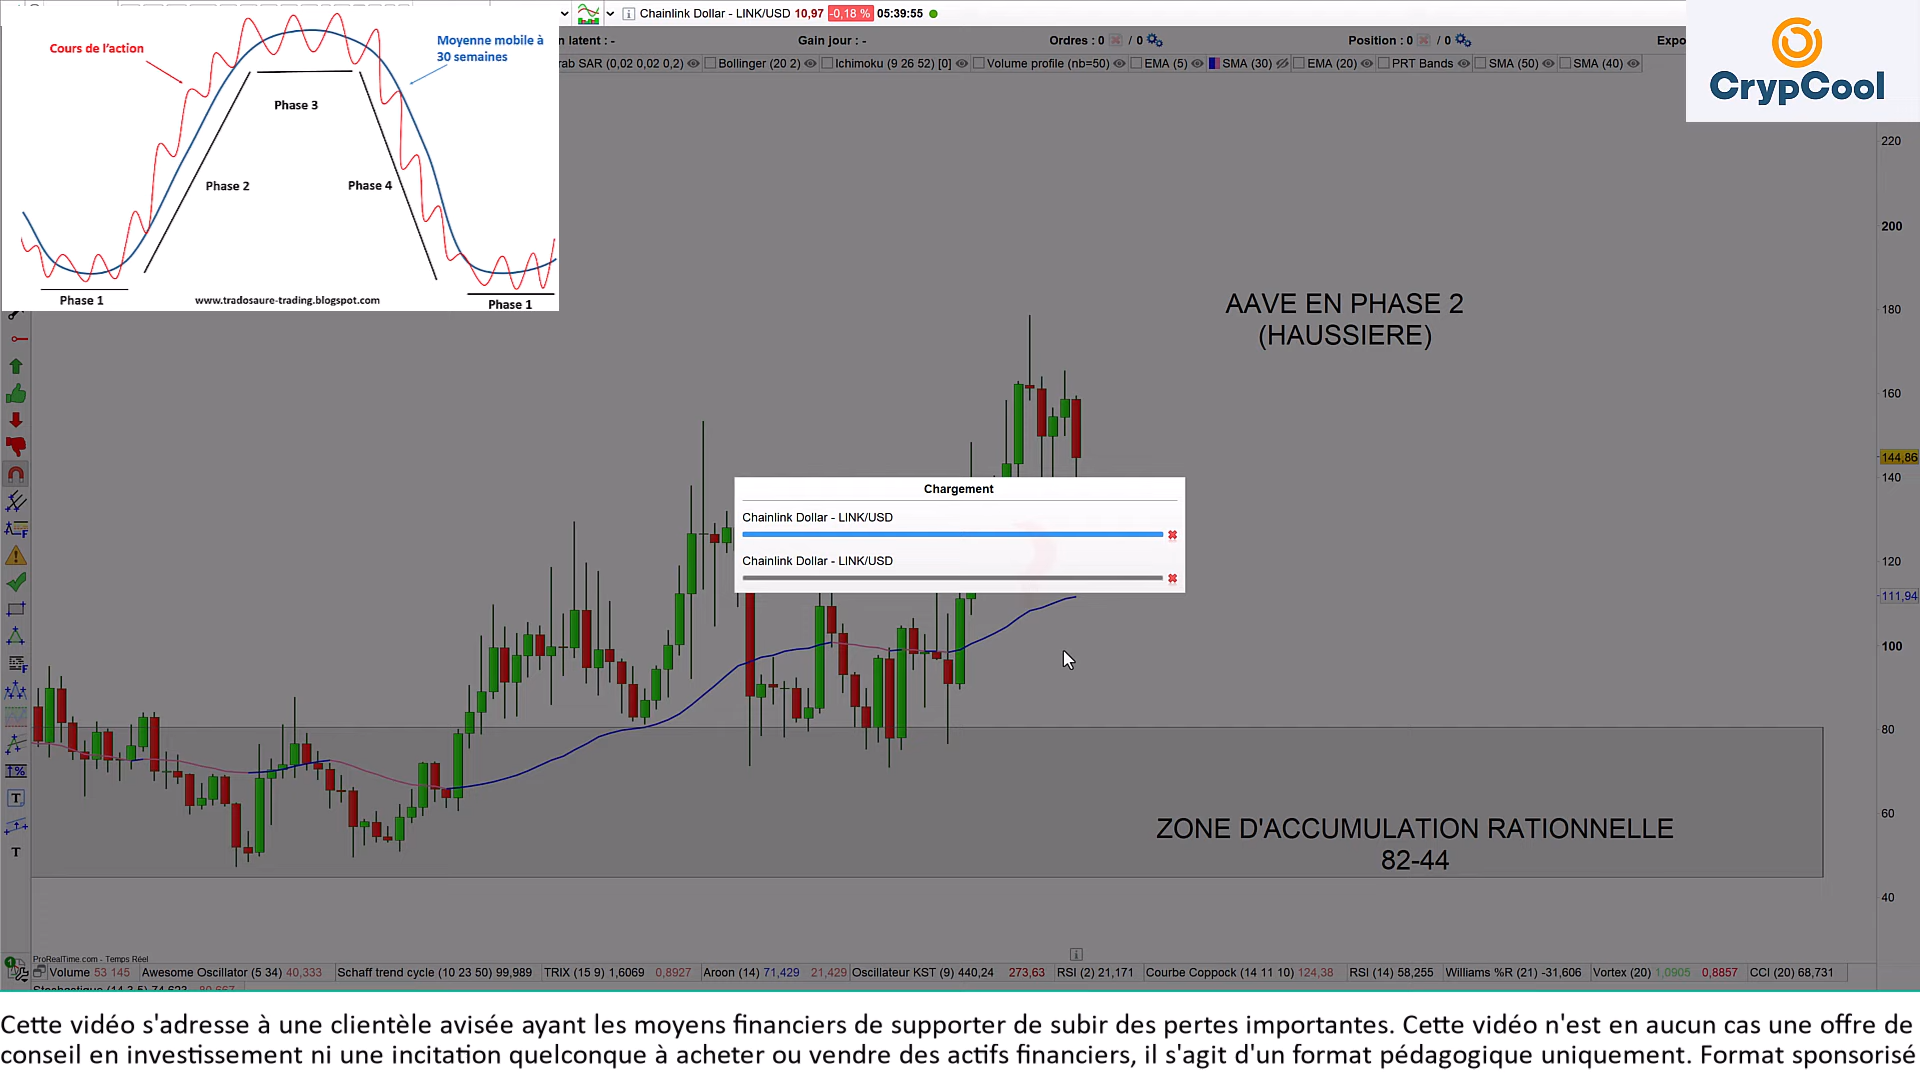 Chainlink Dollar - LINK/USD 10,97 -0,18 % 05:39:55
n latent : -
Gain jour : -
Ordres : 0 / 0
Position : 0 / 0
Expo
rab SAR (0,02 0,02 0,2) Bollinger (20 2) Ichimoku (9 26 52) [0] Volume profile (nb=50) EMA (5) SMA (30) EMA (20) PRT Bands SMA (50) SMA (40)
CrypCool
Cours de l'action
Moyenne mobile à
30 semaines
Phase 3
Phase 2
Phase 4
Phase 1
www.tradosaure-trading.blogspot.com
Phase 1
220
200
180
160
144,86
140
120
111,94
100
80
60
40
AAVE EN PHASE 2
(HAUSSIERE)
Chargement
Chainlink Dollar - LINK/USD
Chainlink Dollar - LINK/USD
ZONE D'ACCUMULATION RATIONNELLE
82-44
ProRealTime.com - Temps Réel
Volume 53 145 Awesome Oscillator (5 34) 40,333 Schaff trend cycle (10 23 50) 99,989 TRIX (15 9) 1,6069 0,8927 Aroon (14) 71,429 21,429 Oscillateur KST (9) 440,24 273,63 RSI (2) 21,171 Courbe Coppock (14 11 10) 124,38 RSI (14) 58,255 Williams %R (21) -31,606 Vortex (20) 1,0905 0,8857 CCI (20) 68,731
Cette vidéo s'adresse à une clientèle avisée ayant les moyens financiers de supporter de subir des pertes importantes. Cette vidéo n'est en aucun cas une offre de
conseil en investissement ni une incitation quelconque à acheter ou vendre des actifs financiers, il s'agit d'un format pédagogique uniquement. Format sponsorisé